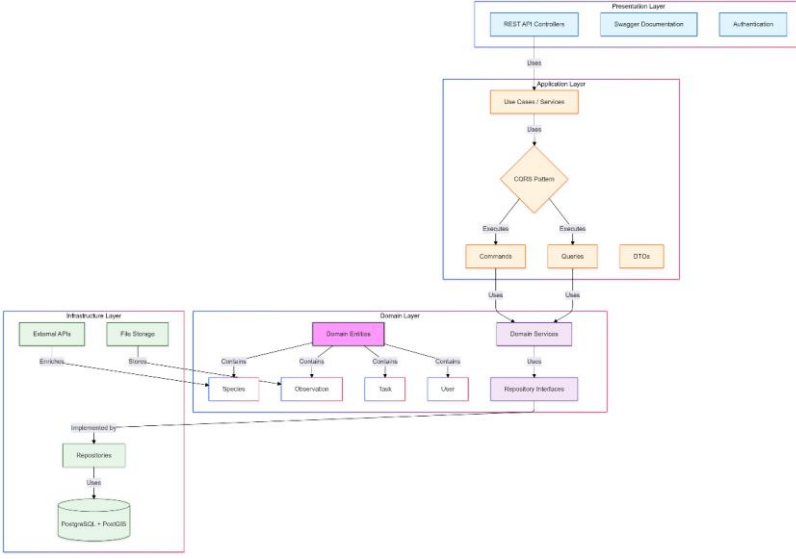 Presentation Layer
REST API Controllers
Swagger Documentation
Authentication
Uses
Application Layer
Use Cases / Services
Uses
CQRS Pattern
Executes
Executes
Commands
Queries
DTOs
Uses
Uses
Infrastructure Layer
External APIs
File Storage
Enriches
Stores
Domain Layer
Domain Entities
Domain Services
Contains
Contains
Contains
Contains
Uses
Species
Observation
Task
User
Repository Interfaces
Implemented by
Repositories
Uses
PostgreSQL + PostGIS